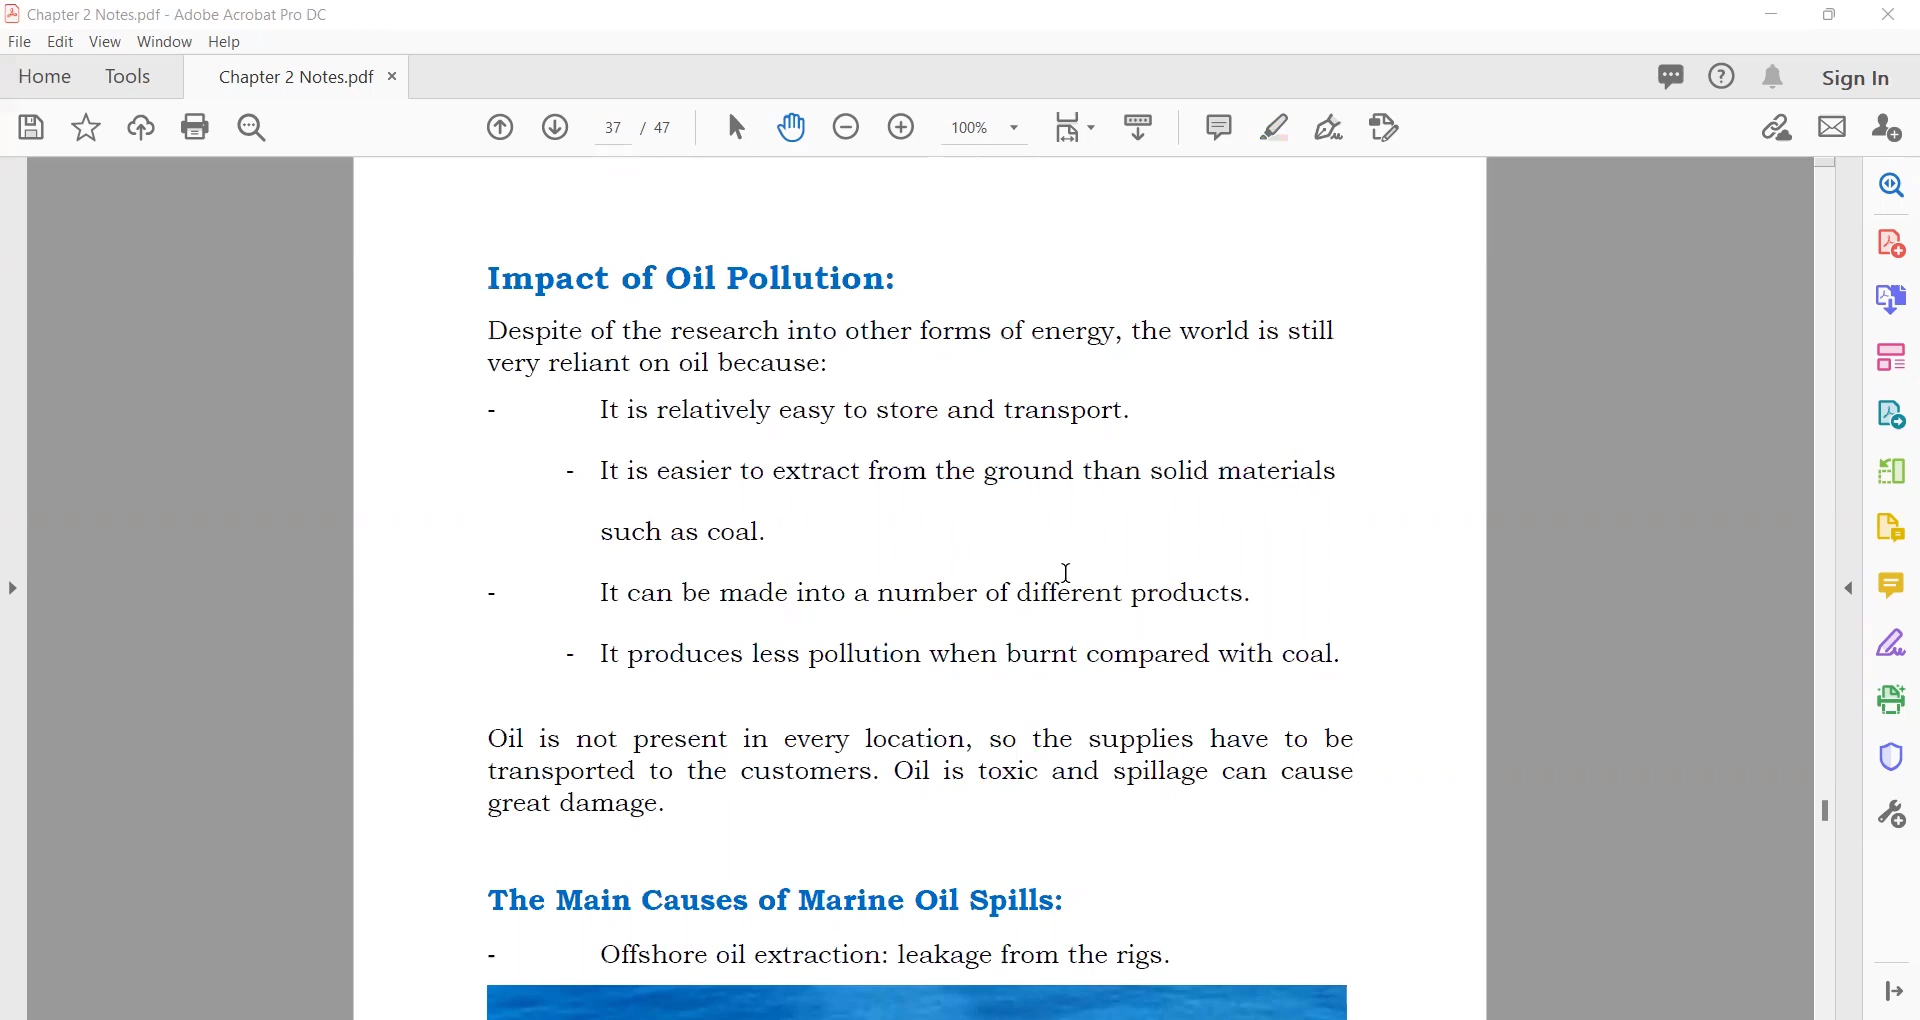 Chapter 2 Notes.pdf - Adobe Acrobat Pro DC
File Edit View Window Help
Home Tools Chapter 2 Notes.pdf × Sign In
37 / 47 100%
Impact of Oil Pollution:
Despite of the research into other forms of energy, the world is still
very reliant on oil because:
- It is relatively easy to store and transport.
- It is easier to extract from the ground than solid materials
such as coal.
- It can be made into a number of different products.
- It produces less pollution when burnt compared with coal.
Oil is not present in every location, so the supplies have to be
transported to the customers. Oil is toxic and spillage can cause
great damage.
The Main Causes of Marine Oil Spills:
- Offshore oil extraction: leakage from the rigs.